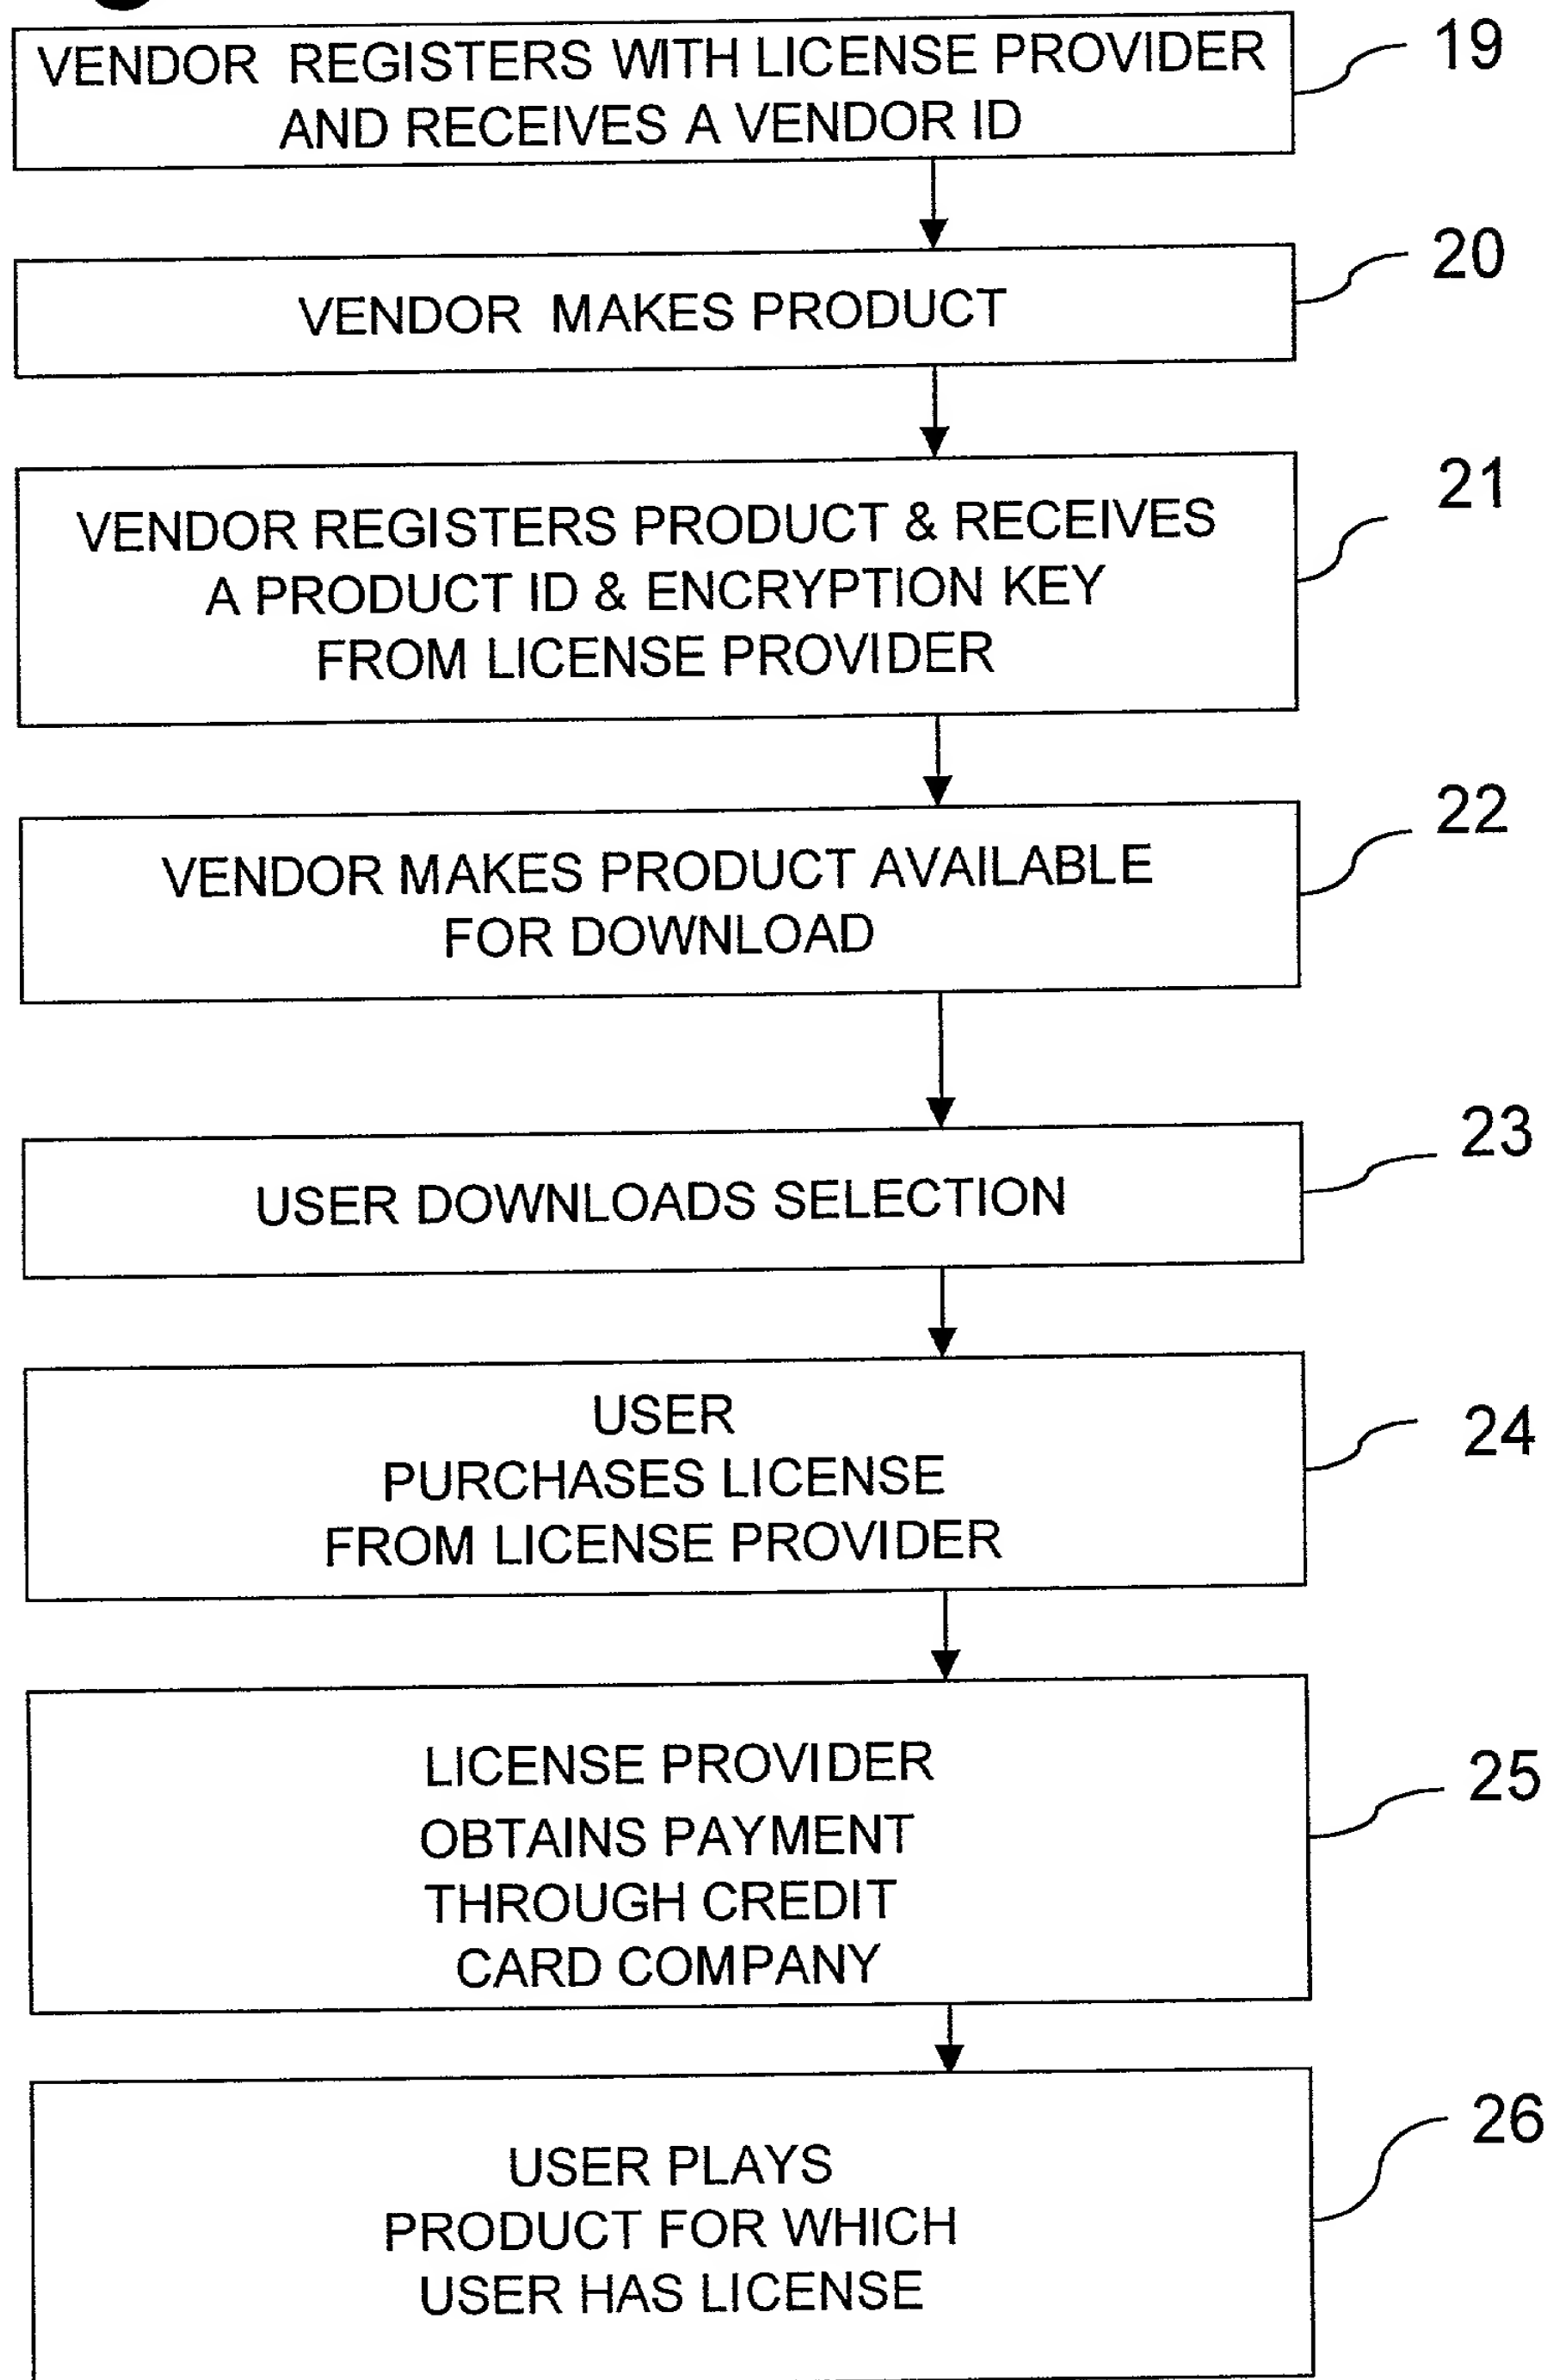 VENDOR REGISTERS WITH LICENSE PROVIDER
AND RECEIVES A VENDOR ID
19
VENDOR MAKES PRODUCT
20
VENDOR REGISTERS PRODUCT & RECEIVES
A PRODUCT ID & ENCRYPTION KEY
FROM LICENSE PROVIDER
21
VENDOR MAKES PRODUCT AVAILABLE
FOR DOWNLOAD
22
USER DOWNLOADS SELECTION
23
USER
PURCHASES LICENSE
FROM LICENSE PROVIDER
24
LICENSE PROVIDER
OBTAINS PAYMENT
THROUGH CREDIT
CARD COMPANY
25
USER PLAYS
PRODUCT FOR WHICH
USER HAS LICENSE
26